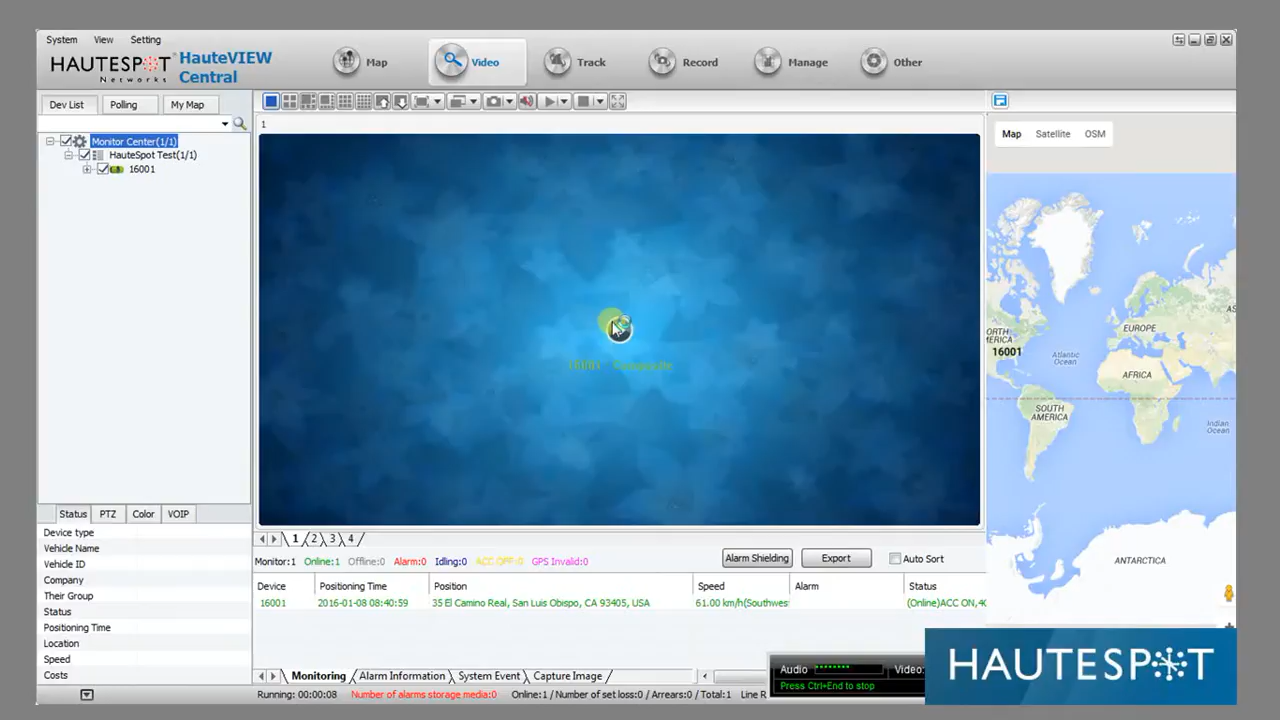 System View Setting
HAUTESPOT
Networks
HauteVIEW
Central
Map
Video
Track
Record
Manage
Other
Dev List
Polling
My Map
Monitor Center(1/1)
HauteSpot Test(1/1)
16001
1
16001
Map
Satellite
OSM
EUROPE
16001
Atlantic
Ocean
AFRICA
SOUTH
AMERICA
Indian
Ocean
ANTARCTICA
Status PTZ Color VOIP
Device type
Vehicle Name
Vehicle ID
Company
Their Group
Status
Positioning Time
Location
Speed
Costs
1 2 3 4
Monitor:1 Online:1 Offline:0 Alarm:0 Idling:0 ACC OFF:0 GPS Invalid:0
Alarm Shielding
Export
Auto Sort
Device Positioning Time Position Speed Alarm Status
16001 2016-01-08 08:40:59 35 El Camino Real, San Luis Obispo, CA 93405, USA 61.00 km/h(Southwes (Online)ACC ON,4
Monitoring Alarm Information System Event Capture Image
Running: 00:00:08 Number of alarms storage media:0 Online:1 /Number of set loss:0 / Arrears:0 / Total:1 Line R
Audio
Video:
Press Ctrl+End to stop
HAUTESPOT